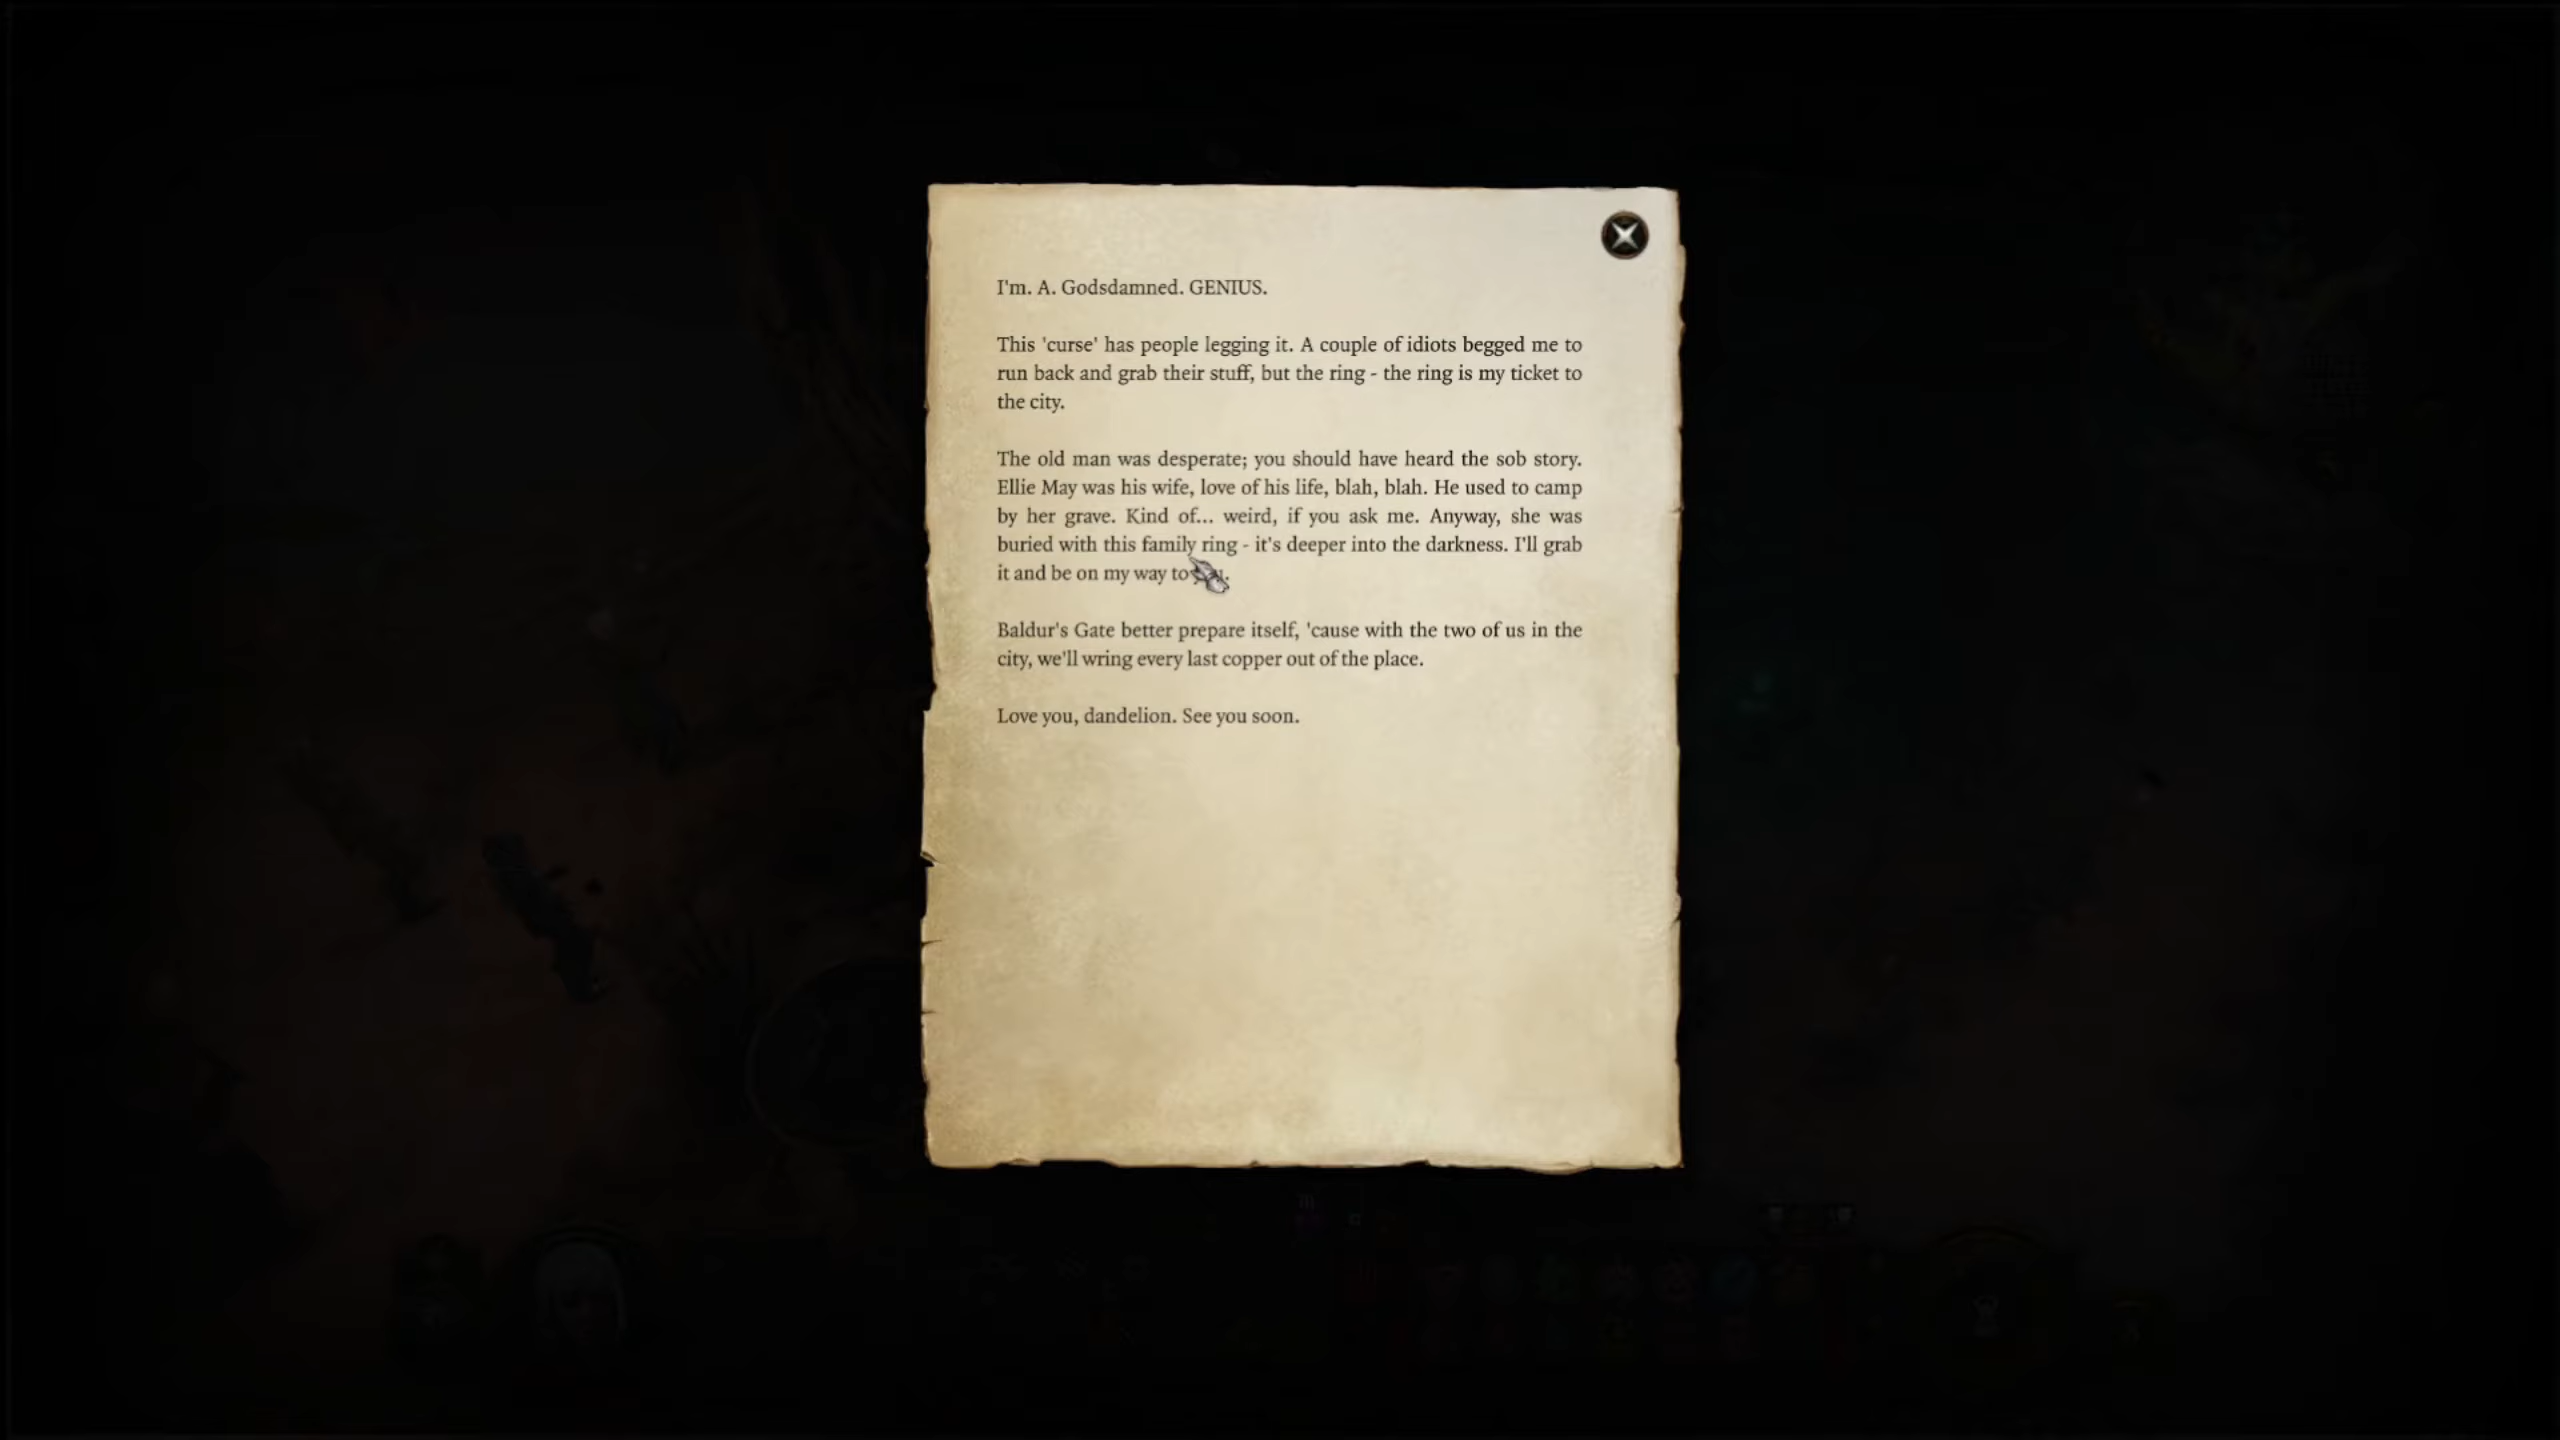 I'm. A. Godsdamned. GENIUS.
This 'curse' has people legging it. A couple of idiots begged me to
run back and grab their stuff, but the ring - the ring is my ticket to
the city.
The old man was desperate; you should have heard the sob story.
Ellie May was his wife, love of his life, blah, blah. He used to camp
by her grave. Kind of... weird, if you ask me. Anyway, she was
buried with this family ring - it's deeper into the darkness. I'll grab
it and be on my way to
Baldur's Gate better prepare itself, 'cause with the two of us in the
city, we'll wring every last copper out of the place.
Love you, dandelion. See you soon.